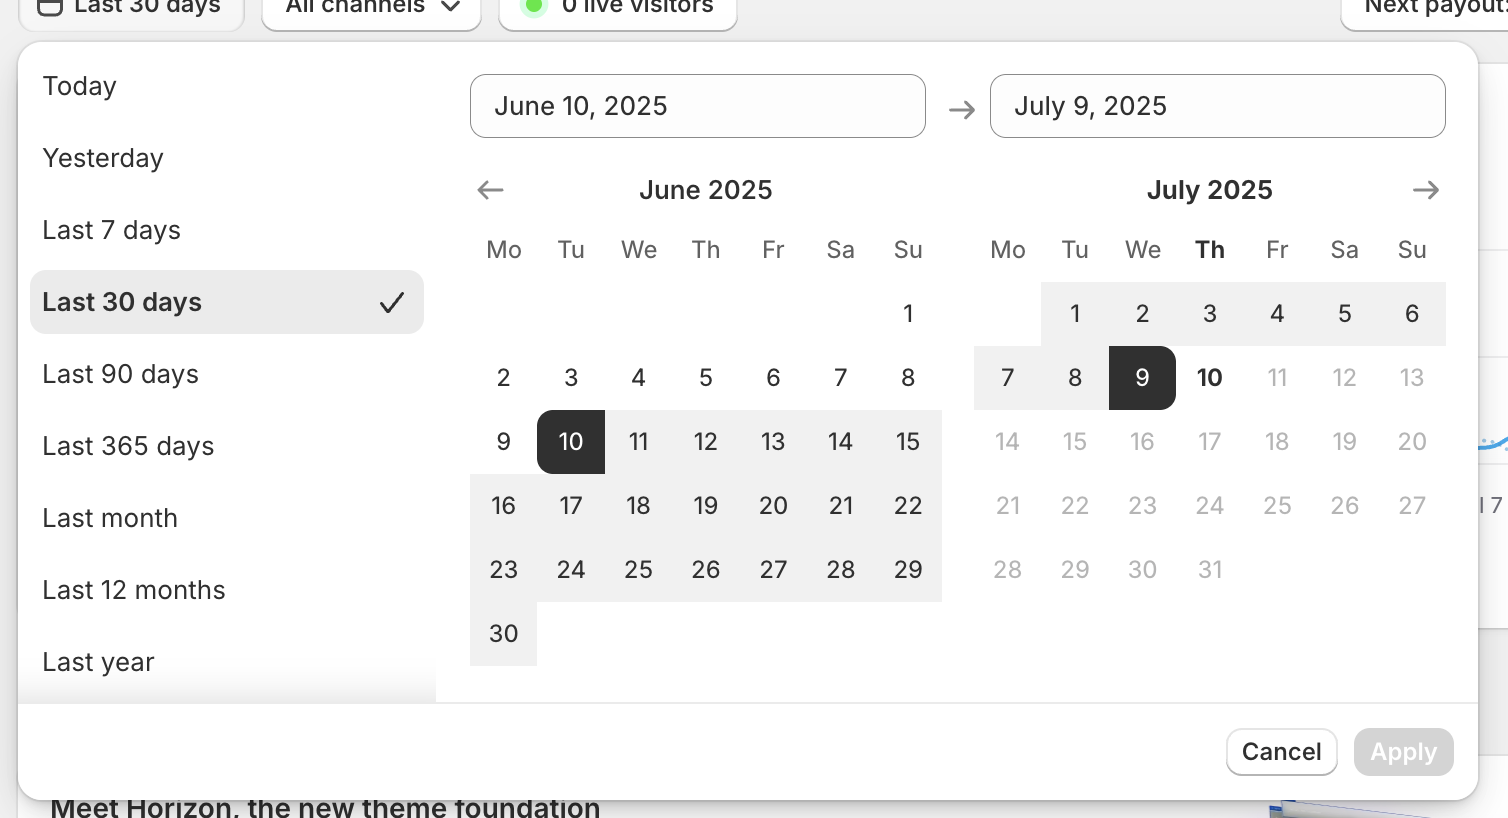 Last 30 days
All channels
0 live visitors
Next payout:
Today
Yesterday
Last 7 days
Last 30 days
Last 90 days
Last 365 days
Last month
Last 12 months
Last year
June 10, 2025 → July 9, 2025
← June 2025
Mo Tu We Th Fr Sa Su
1
2 3 4 5 6 7 8
9 10 11 12 13 14 15
16 17 18 19 20 21 22
23 24 25 26 27 28 29
30
July 2025 →
Mo Tu We Th Fr Sa Su
1 2 3 4 5 6
7 8 9 10 11 12 13
14 15 16 17 18 19 20
21 22 23 24 25 26 27
28 29 30 31
l 7
Cancel
Apply
Meet Horizon, the new theme foundation